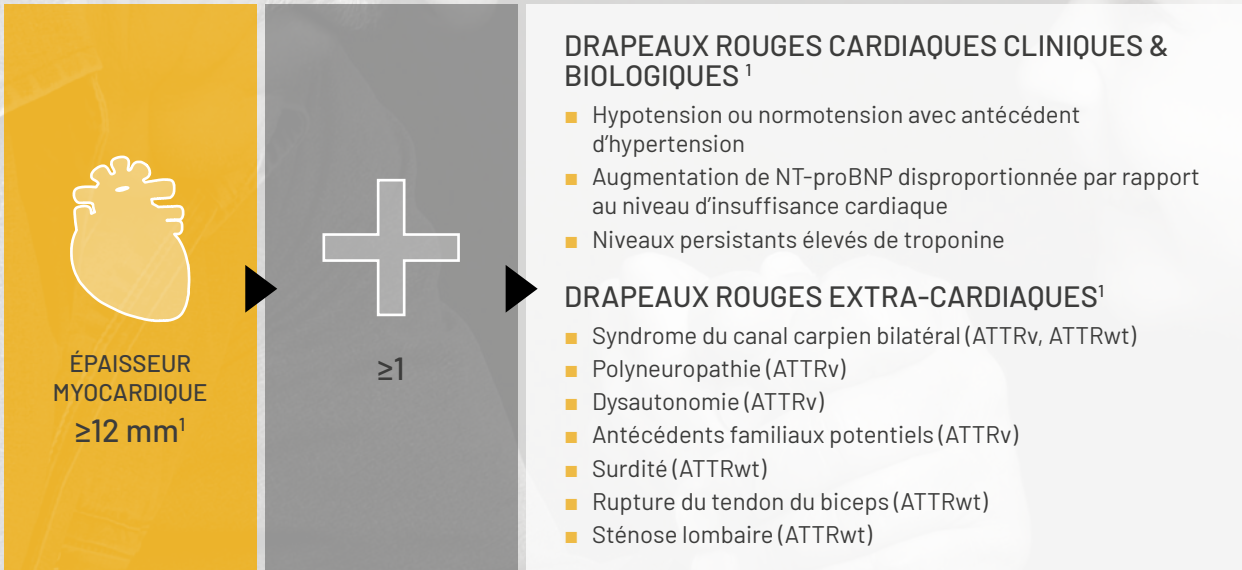 ÉPAISSEUR
MYOCARDIQUE
≥12 mm¹
≥1
DRAPEAUX ROUGES CARDIAQUES CLINIQUES &
BIOLOGIQUES ¹
■ Hypotension ou normotension avec antécédent
d'hypertension
■ Augmentation de NT-proBNP disproportionnée par rapport
au niveau d'insuffisance cardiaque
■ Niveaux persistants élevés de troponine
DRAPEAUX ROUGES EXTRA-CARDIAQUES¹
■ Syndrome du canal carpien bilatéral (ATTRv, ATTRwt)
■ Polyneuropathie (ATTRv)
■ Dysautonomie (ATTRv)
■ Antécédents familiaux potentiels (ATTRv)
■ Surdité (ATTRwt)
■ Rupture du tendon du biceps (ATTRwt)
■ Sténose lombaire (ATTRwt)